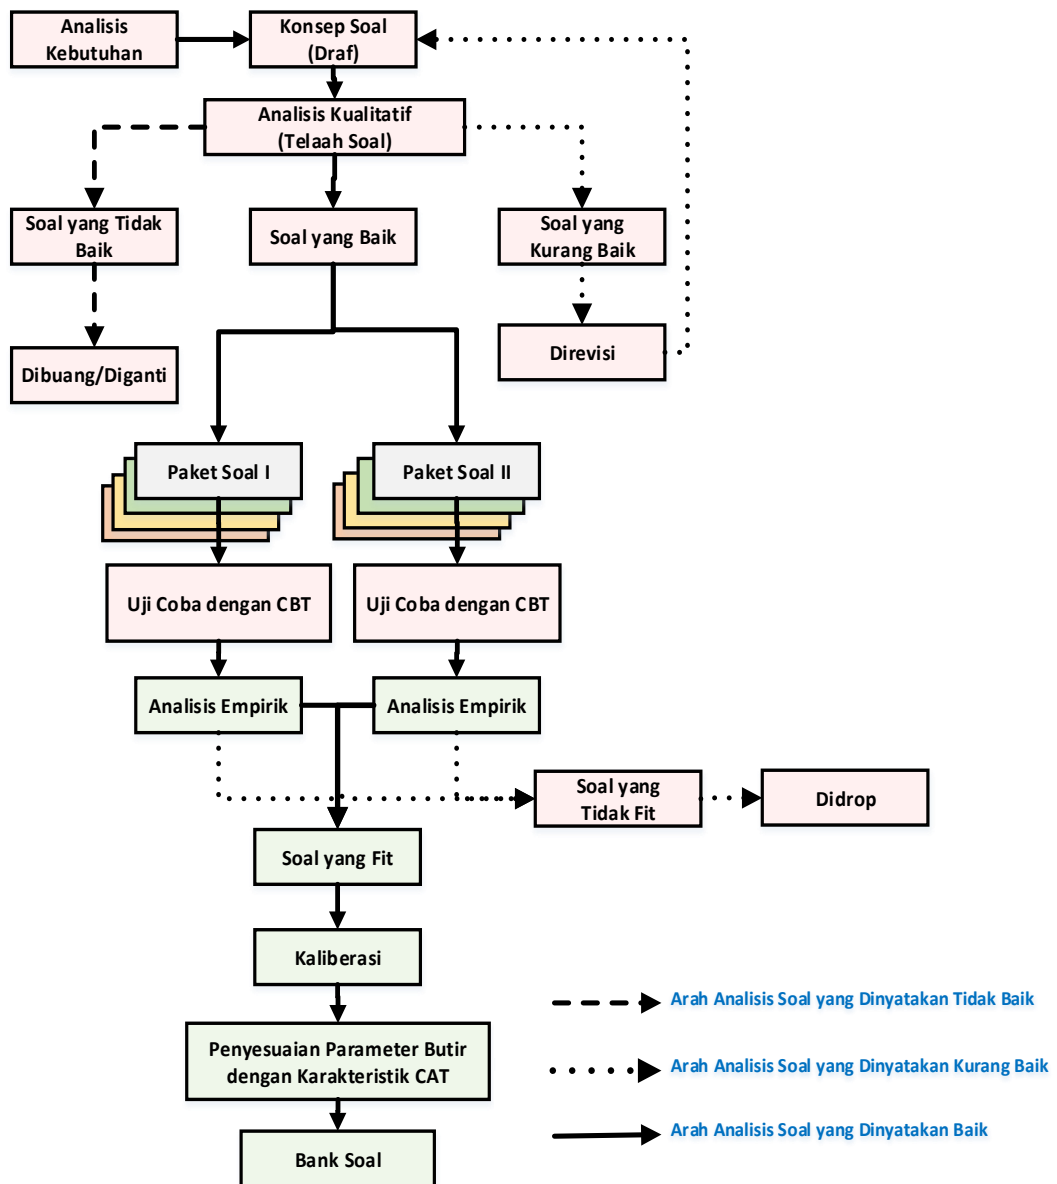 Analisis
Kebutuhan
Konsep Soal
(Draf)
Analisis Kualitatif
(Telaah Soal)
Soal yang Tidak
Baik
Soal yang Baik
Soal yang
Kurang Baik
Direvisi
Dibuang/Diganti
Paket Soal I
Paket Soal II
Uji Coba dengan CBT
Uji Coba dengan CBT
Analisis Empirik
Analisis Empirik
Soal yang
Tidak Fit
Didrop
Soal yang Fit
Kaliberasi
Penyesuaian Parameter Butir
dengan Karakteristik CAT
Bank Soal
Arah Analisis Soal yang Dinyatakan Tidak Baik
Arah Analisis Soal yang Dinyatakan Kurang Baik
Arah Analisis Soal yang Dinyatakan Baik